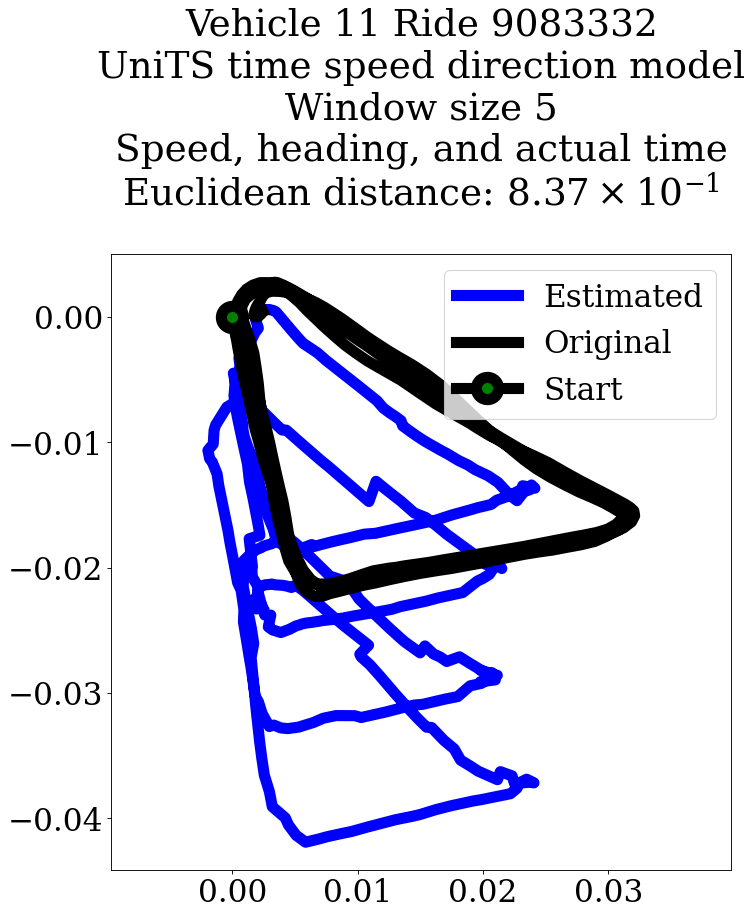 Vehicle 11 Ride 9083332
UniTS time speed direction model
Window size 5
Speed, heading, and actual time
Euclidean distance: 8.37 × 10⁻¹
Estimated
Original
Start
0.00
−0.01
−0.02
−0.03
−0.04
0.00 0.01 0.02 0.03